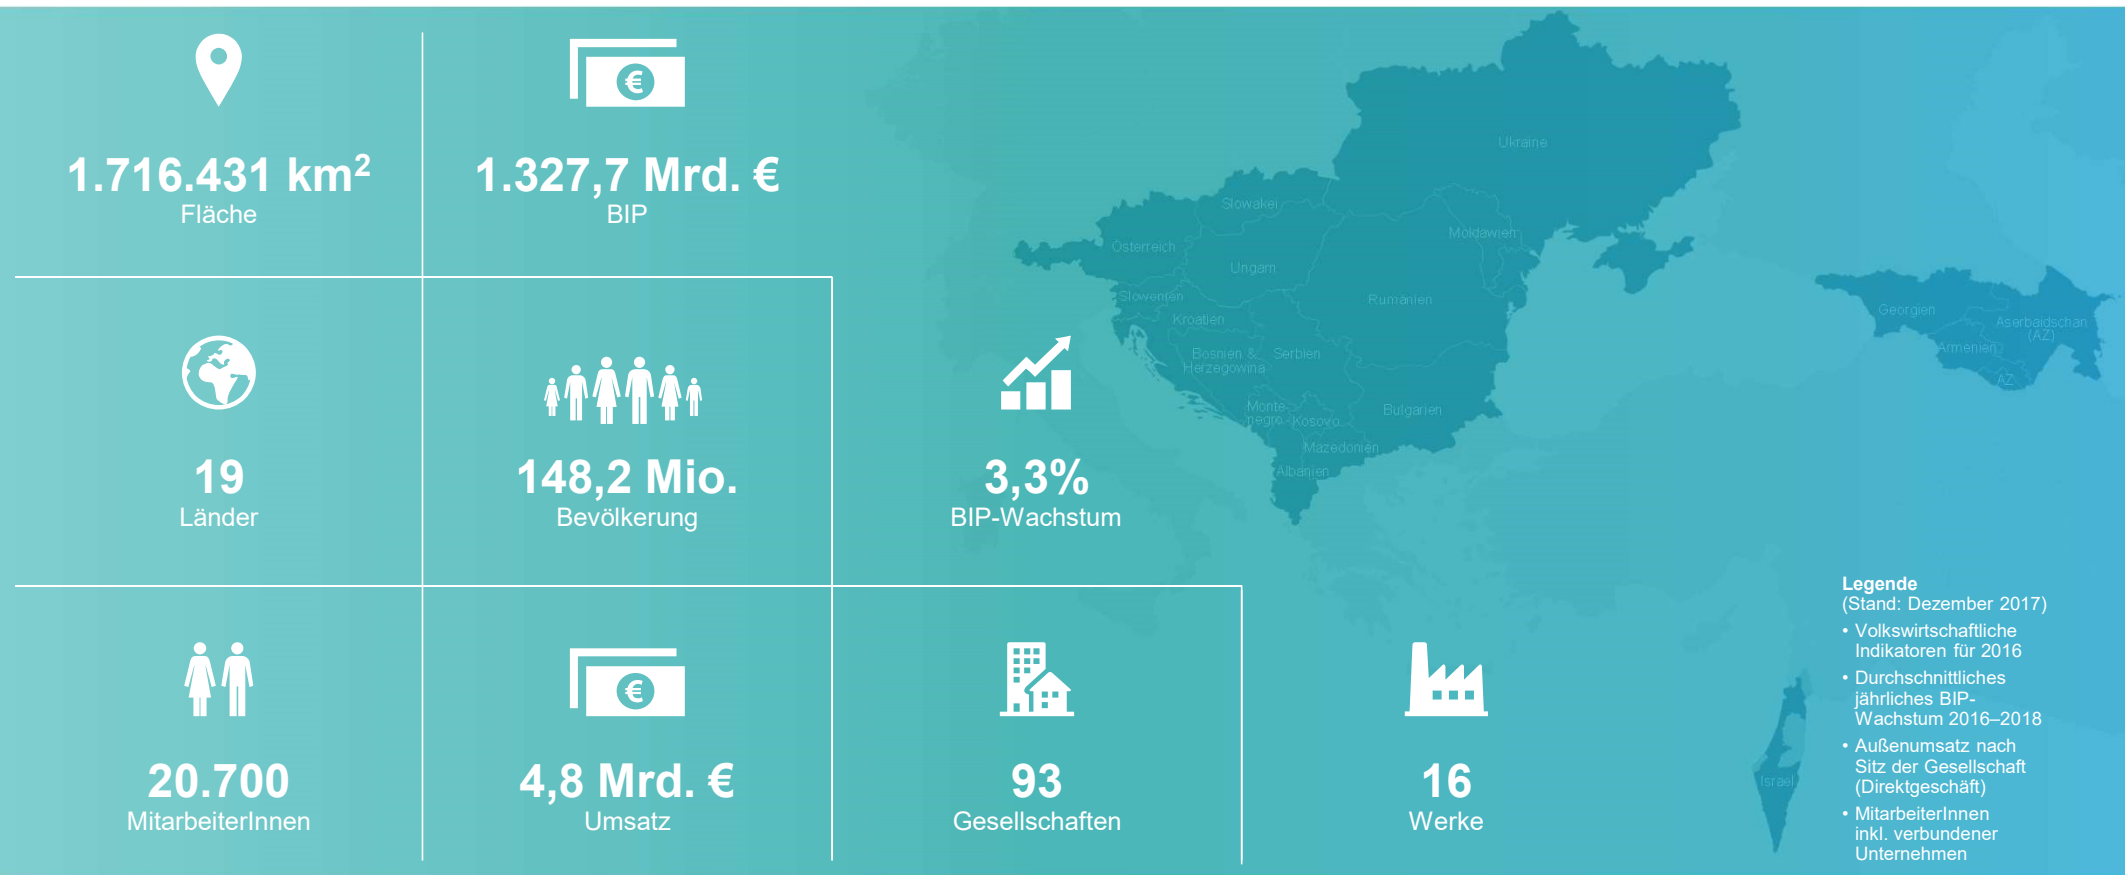 1.716.431 km²
Fläche
1.327,7 Mrd. €
BIP
19
Länder
148,2 Mio.
Bevölkerung
3,3%
BIP-Wachstum
20.700
MitarbeiterInnen
4,8 Mrd. €
Umsatz
93
Gesellschaften
16
Werke
Ukraine
Slowakei
Österreich
Moldawien
Ungarn
Slowenien
Rumänien
Kroatien
Bosnien &
Herzegowina
Serbien
Monte-
negro
Kosovo
Bulgarien
Mazedonien
Albanien
Georgien
Aserbaidschan
(AZ)
Armenien
AZ
Israel
Legende
(Stand: Dezember 2017)
• Volkswirtschaftliche
Indikatoren für 2016
• Durchschnittliches
jährliches BIP-
Wachstum 2016–2018
• Außenumsatz nach
Sitz der Gesellschaft
(Direktgeschäft)
• MitarbeiterInnen
inkl. verbundener
Unternehmen